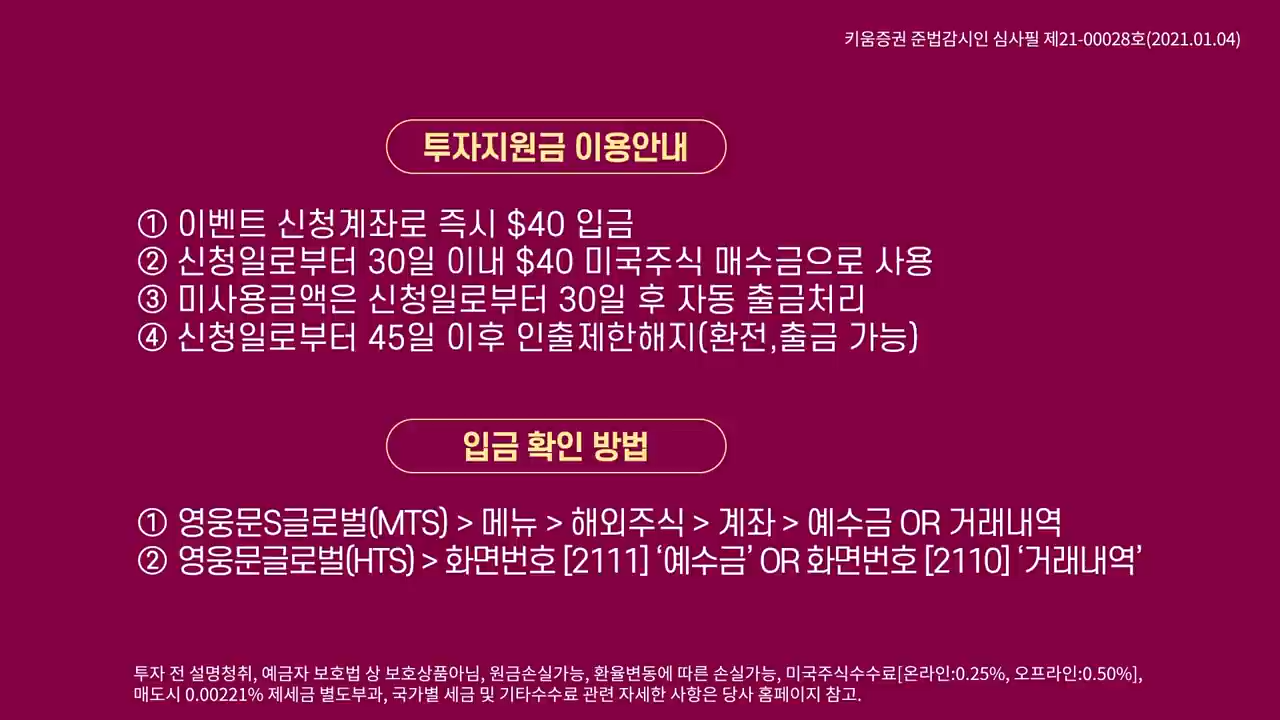 키움증권 준법감시인 심사필 제21-00028호(2021.01.04)
투자지원금 이용안내
① 이벤트 신청계좌로 즉시 $40 입금
② 신청일로부터 30일 이내 $40 미국주식 매수금으로 사용
③ 미사용금액은 신청일로부터 30일 후 자동 출금처리
④ 신청일로부터 45일 이후 인출제한해지(환전,출금 가능)
입금 확인 방법
① 영웅문S글로벌(MTS) > 메뉴 > 해외주식 > 계좌 > 예수금 OR 거래내역
② 영웅문글로벌(HTS) > 화면번호 [2111] ‘예수금’ OR 화면번호 [2110] ‘거래내역’
투자 전 설명청취, 예금자 보호법 상 보호상품아님, 원금손실가능, 환율변동에 따른 손실가능, 미국주식수수료[온라인:0.25%, 오프라인:0.50%],
매도시 0.00221% 제세금 별도부과, 국가별 세금 및 기타수수료 관련 자세한 사항은 당사 홈페이지 참고.